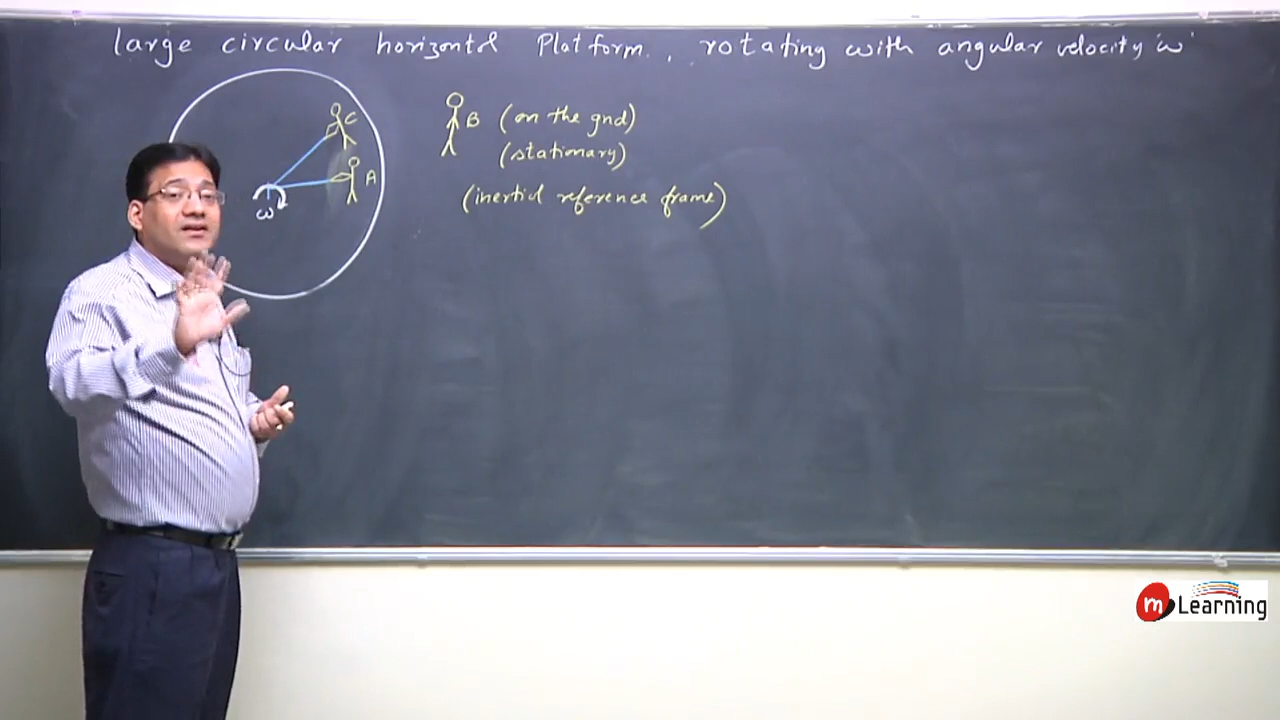 large circular horizontal Platform., rotating with angular velocity 'ω'
C
B (on the gnd)
(stationary)
A
(inertial reference frame)
ω
m Learning